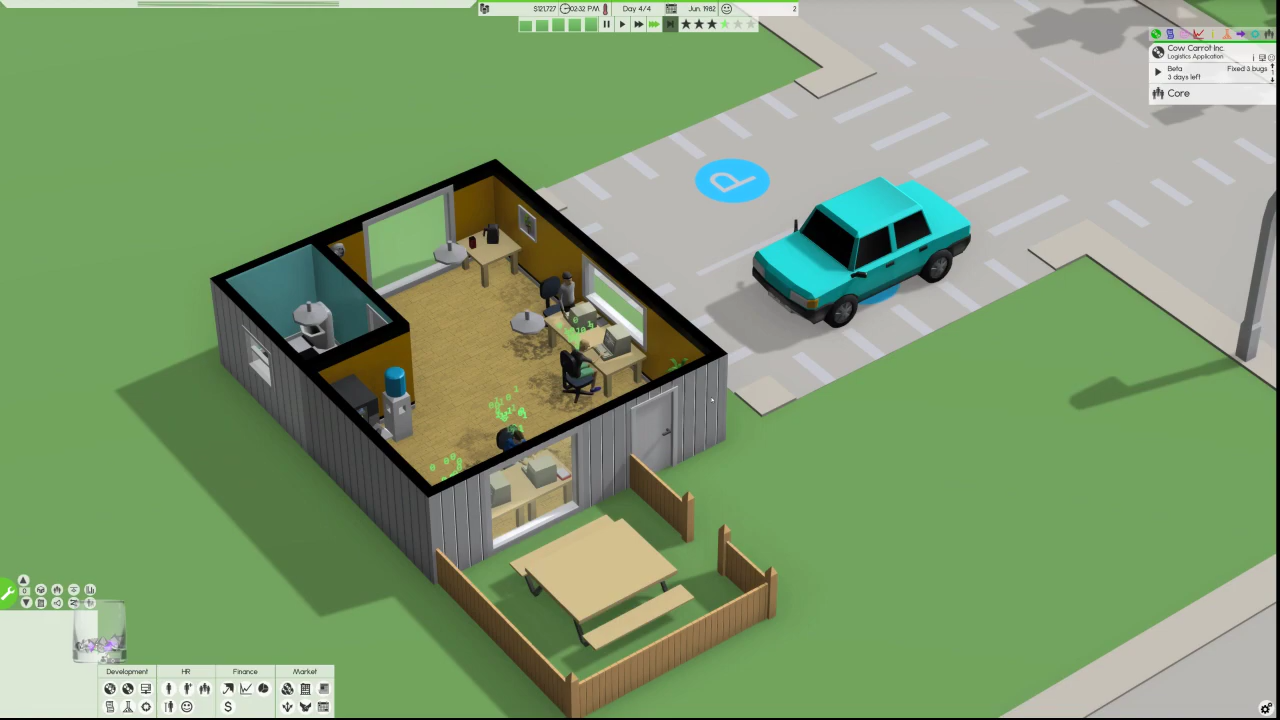 $121,727 02:32 PM Day 4/4 Jun. 1982 2
Cow Carrot Inc.
Logistics Application
Beta Fixed 3 bugs
3 days left
Core
P
0
Development HR Finance Market
$